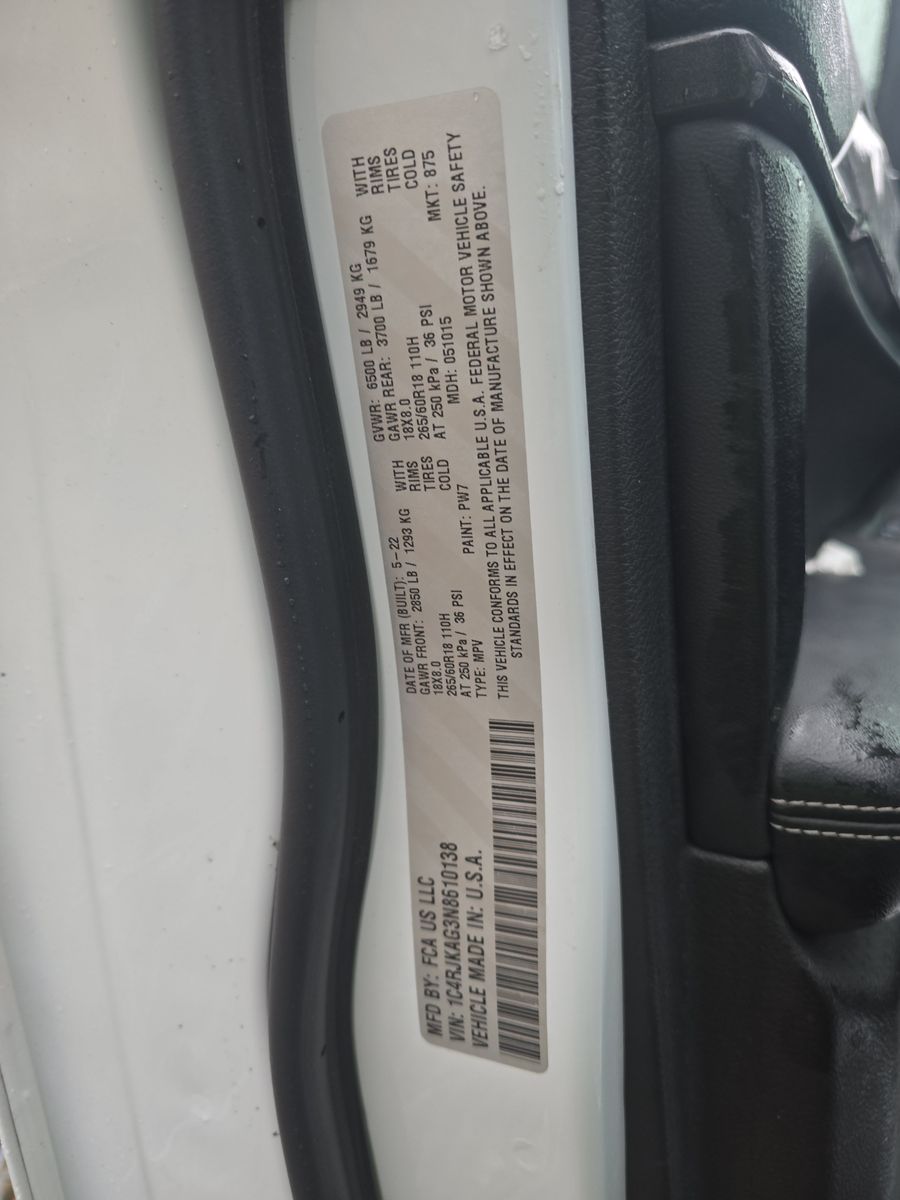 MFD BY: FCA US LLC
VIN: 1C4RJKAG3N8610138
VEHICLE MADE IN: U.S.A.
DATE OF MFR (BUILT): 5-22
GAWR FRONT: 2850 LB / 1293 KG WITH
18X8.0 RIMS
265/60R18 110H TIRES
AT 250 kPa / 36 PSI COLD
TYPE: MPV
GVWR: 6500 LB / 2949 KG
GAWR REAR: 3700 LB / 1679 KG WITH
18X8.0 RIMS
265/60R18 110H TIRES
AT 250 kPa / 36 PSI COLD
PAINT: PW7 MDH: 051015 MKT: 875
THIS VEHICLE CONFORMS TO ALL APPLICABLE U.S.A. FEDERAL MOTOR VEHICLE SAFETY
STANDARDS IN EFFECT ON THE DATE OF MANUFACTURE SHOWN ABOVE.